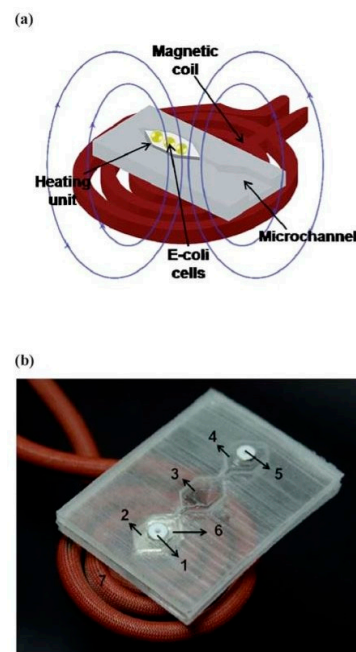 (a)
Magnetic
coil
Heating
unit
E-coli
cells
Microchannel
(b)
4
5
3
2
6
1
7